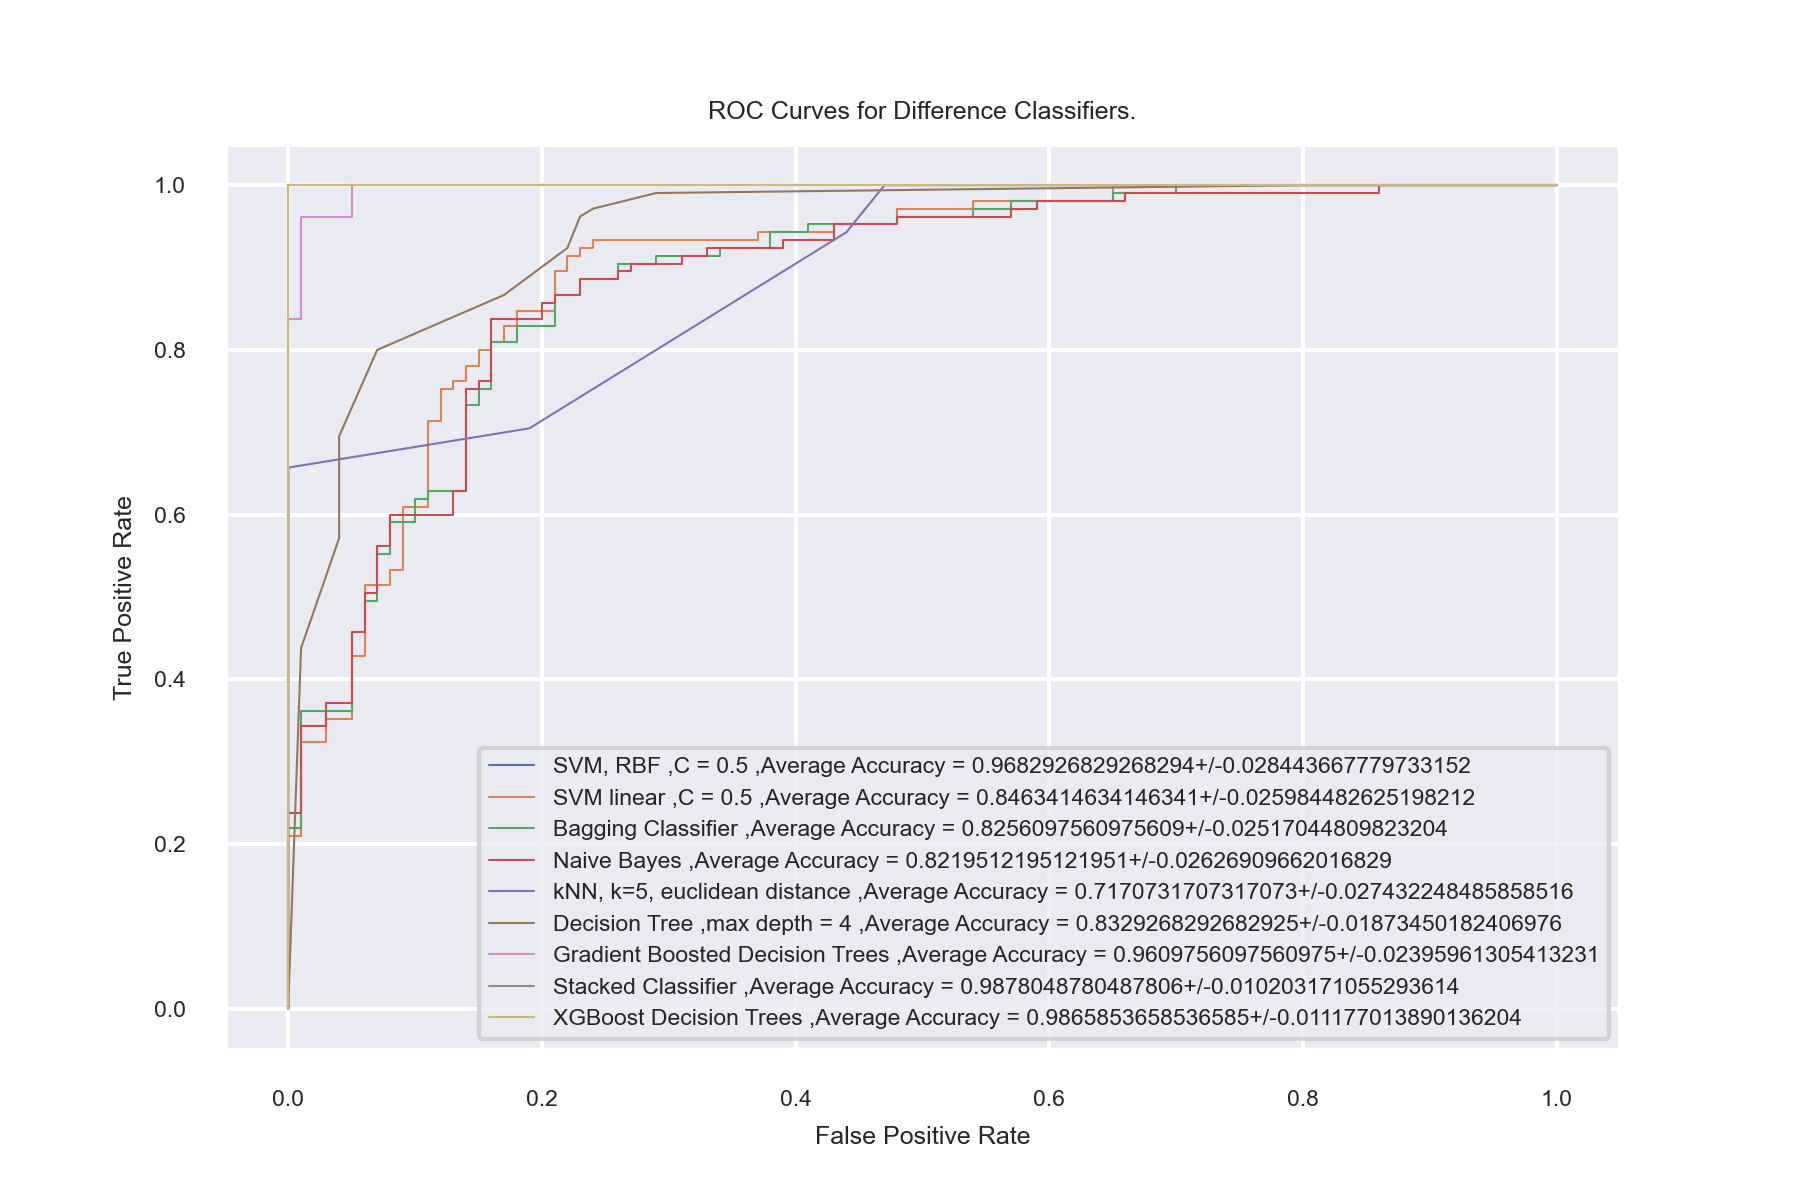 ROC Curves for Difference Classifiers.
1.0
0.8
0.6
0.4
0.2
0.0
True Positive Rate
SVM, RBF ,C = 0.5 ,Average Accuracy = 0.9682926829268294+/-0.028443667779733152
SVM linear ,C = 0.5 ,Average Accuracy = 0.8463414634146341+/-0.025984482625198212
Bagging Classifier ,Average Accuracy = 0.8256097560975609+/-0.02517044809823204
Naive Bayes ,Average Accuracy = 0.8219512195121951+/-0.02626909662016829
kNN, k=5, euclidean distance ,Average Accuracy = 0.7170731707317073+/-0.027432248485858516
Decision Tree ,max depth = 4 ,Average Accuracy = 0.8329268292682925+/-0.01873450182406976
Gradient Boosted Decision Trees ,Average Accuracy = 0.9609756097560975+/-0.02395961305413231
Stacked Classifier ,Average Accuracy = 0.9878048780487806+/-0.010203171055293614
XGBoost Decision Trees ,Average Accuracy = 0.9865853658536585+/-0.011177013890136204
0.0 0.2 0.4 0.6 0.8 1.0
False Positive Rate